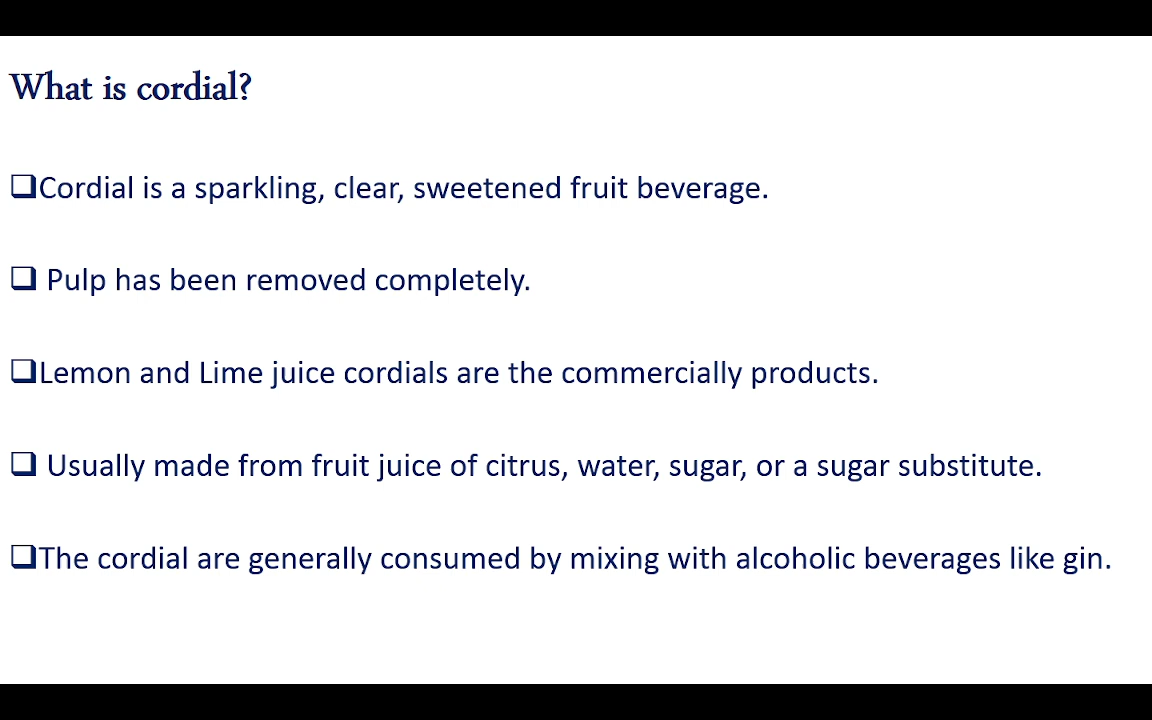 What is cordial?
❑Cordial is a sparkling, clear, sweetened fruit beverage.
❑ Pulp has been removed completely.
❑Lemon and Lime juice cordials are the commercially products.
❑ Usually made from fruit juice of citrus, water, sugar, or a sugar substitute.
❑The cordial are generally consumed by mixing with alcoholic beverages like gin.